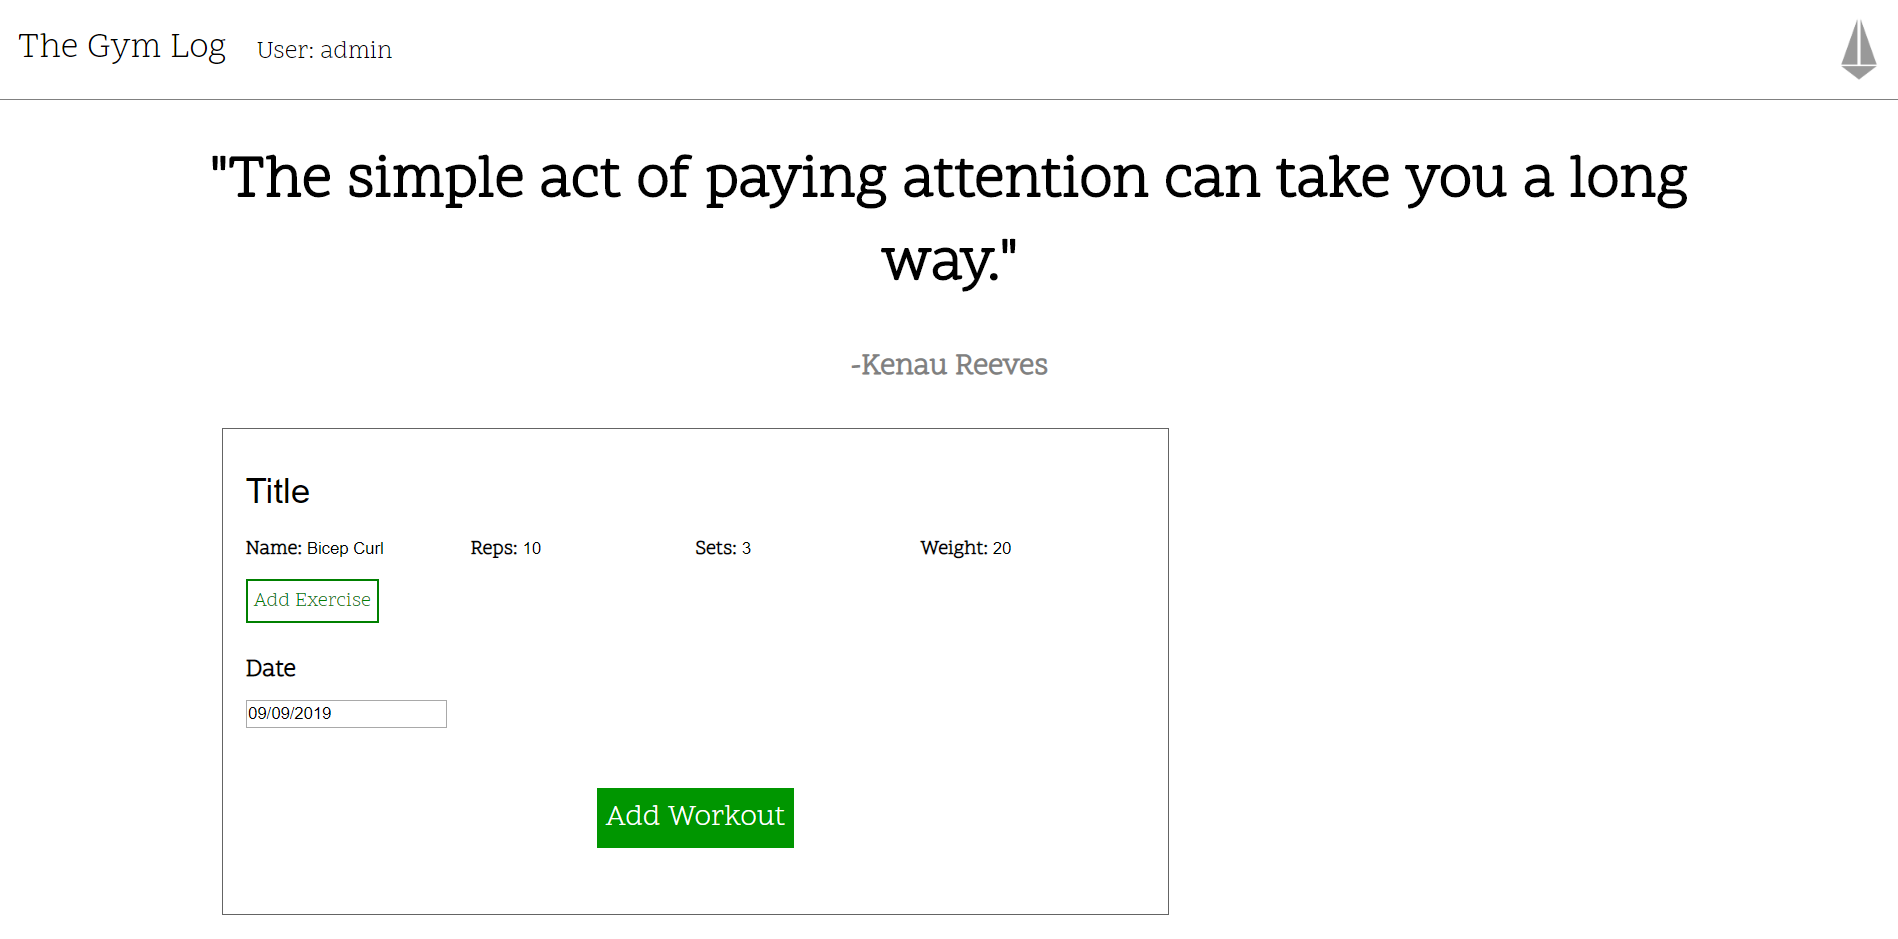 The Gym Log User: admin
"The simple act of paying attention can take you a long
way."
-Kenau Reeves
Title
Name: Bicep Curl Reps: 10 Sets: 3 Weight: 20
Add Exercise
Date
09/09/2019
Add Workout